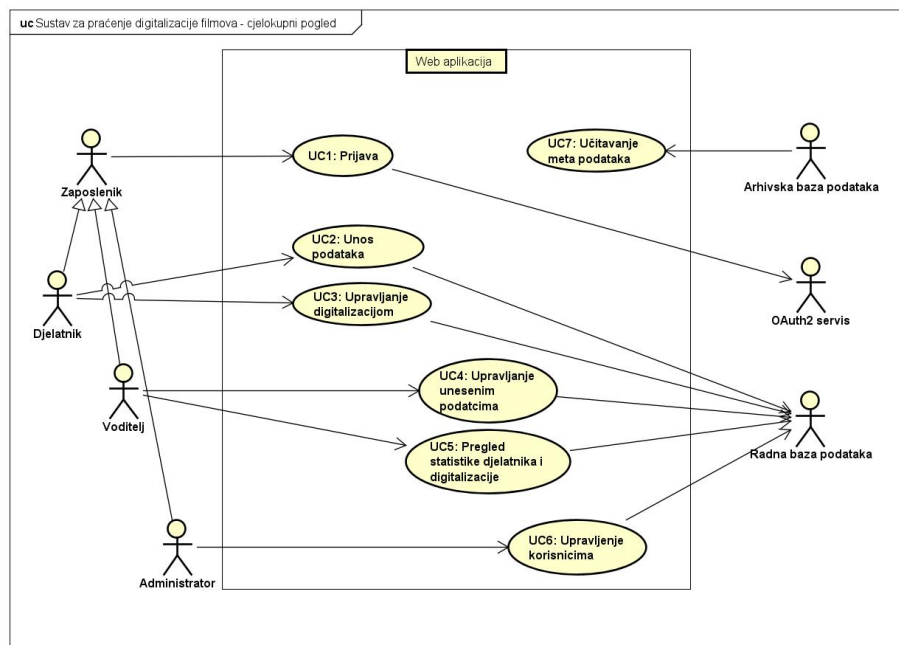 uc Sustav za praćenje digitalizacije filmova - cjelokupni pogled
Web aplikacija
Zaposlenik
UC1: Prijava
UC7: Učitavanje
meta podataka
Arhivska baza podataka
UC2: Unos
podataka
UC3: Upravljanje
digitalizacijom
Djelatnik
OAuth2 servis
UC4: Upravljanje
unesenim
podatcima
Voditelj
UC5: Pregled
statistike djelatnika i
digitalizacije
Radna baza podataka
UC6: Upravljenje
korisnicima
Administrator